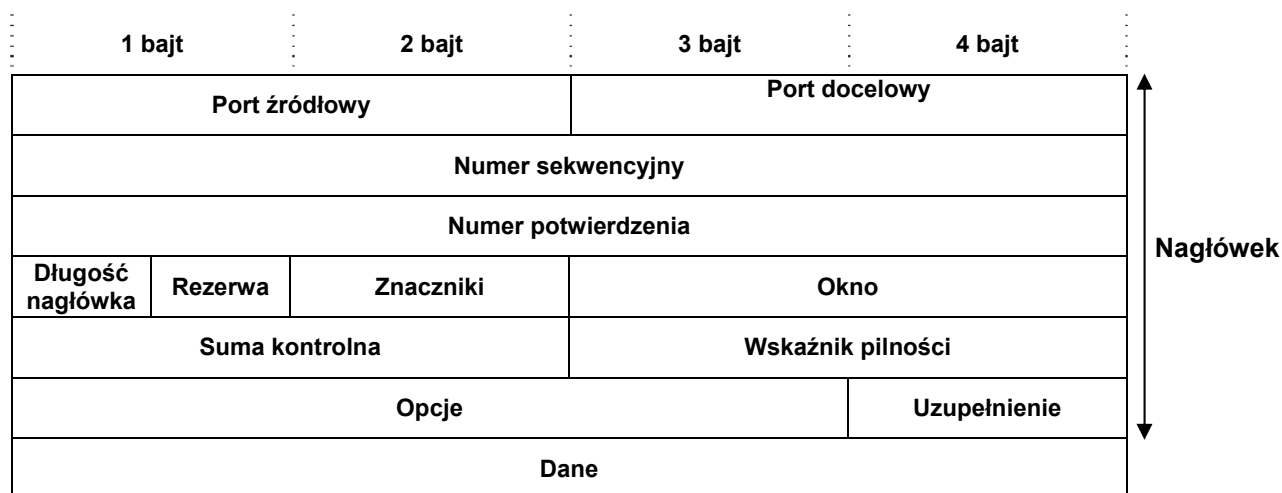 1 bajt 2 bajt 3 bajt 4 bajt
Port źródłowy Port docelowy
Numer sekwencyjny
Numer potwierdzenia
Nagłówek
Długość nagłówka Rezerwa Znaczniki Okno
Suma kontrolna Wskaźnik pilności
Opcje Uzupełnienie
Dane